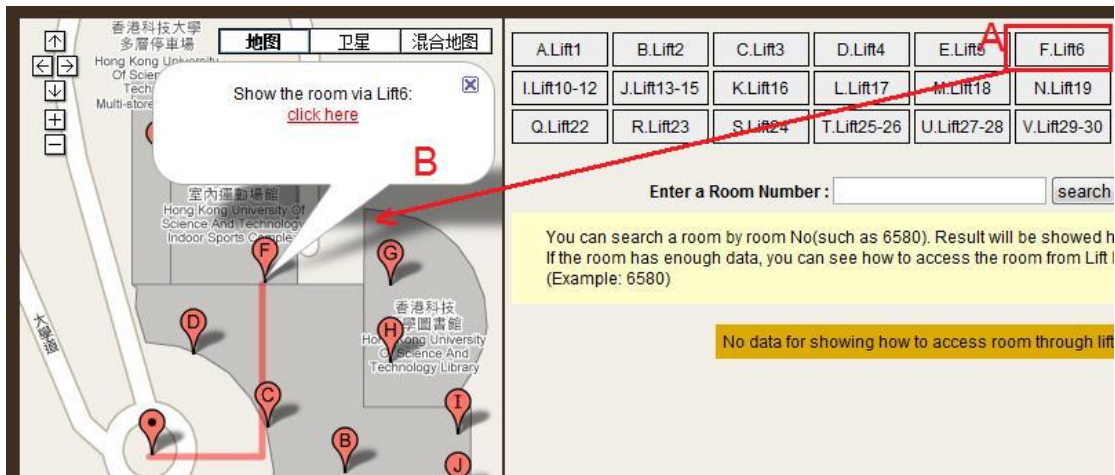 香港科技大學
多層停車場
Hong Kong University
Of Scien
Tech
Multi-store
地图
卫星
混合地图
Show the room via Lift6:
click here
B
室內運動場館
Hong Kong University Of
Science And Technology
Indoor Sports Comple
F
G
D
H
香港科技
學圖書館
Hong Kong University
Of Science And
Technology Library
C
I
B
J
大學道
A
A.Lift1
B.Lift2
C.Lift3
D.Lift4
E.Lift5
F.Lift6
I.Lift10-12
J.Lift13-15
K.Lift16
L.Lift17
M.Lift18
N.Lift19
Q.Lift22
R.Lift23
S.Lift24
T.Lift25-26
U.Lift27-28
V.Lift29-30
Enter a Room Number :
search
You can search a room by room No(such as 6580). Result will be showed h
If the room has enough data, you can see how to access the room from Lift
(Example: 6580)
No data for showing how to access room through lift